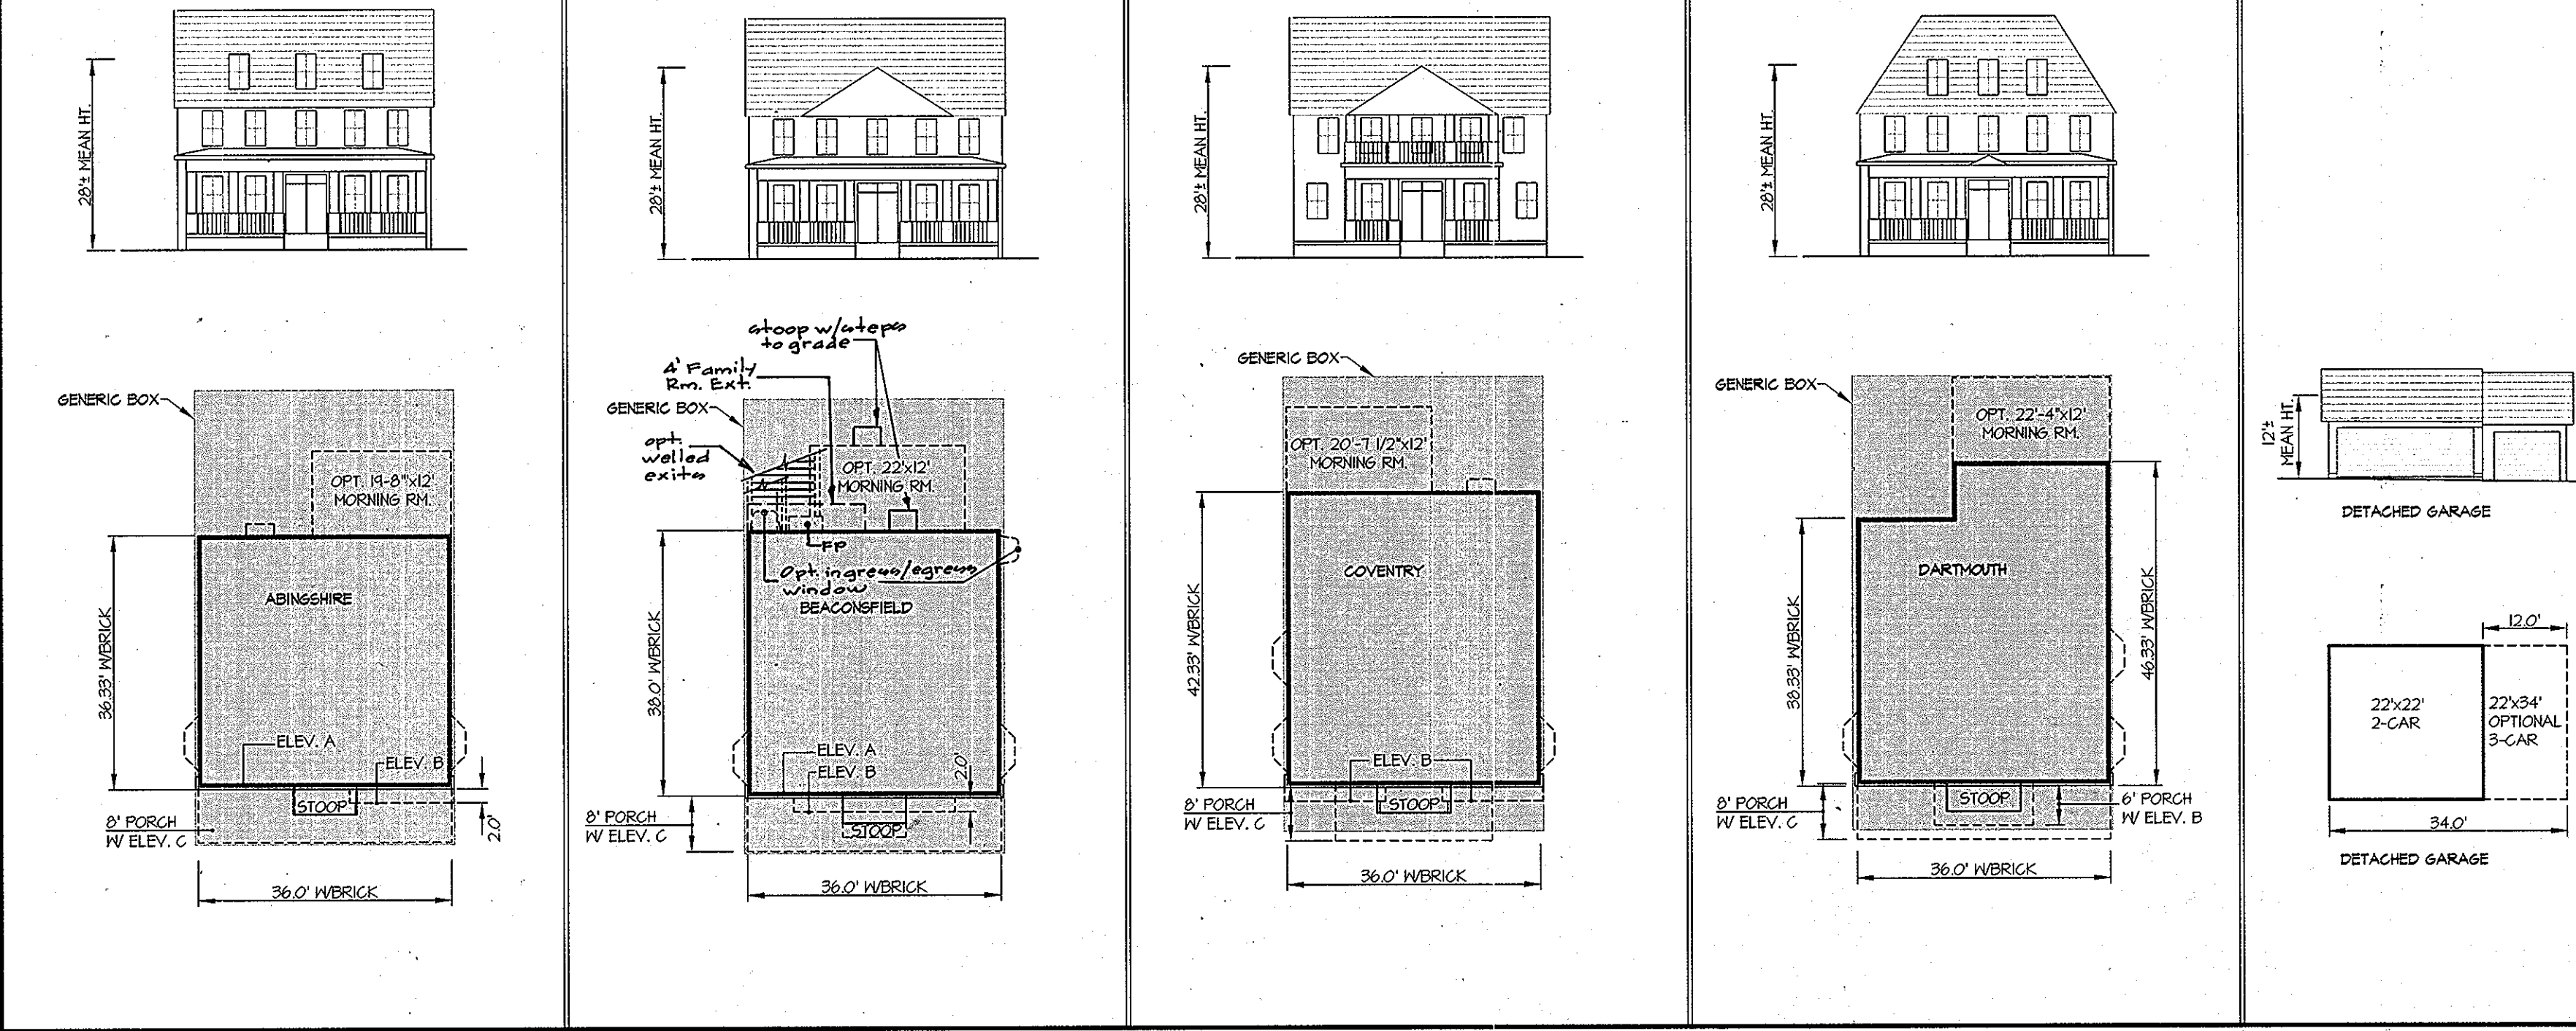 28'± MEAN HT.
GENERIC BOX
OPT. 19'-8"x12'
MORNING RM.
ABINGSHIRE
36.33' W/BRICK
ELEV. A
ELEV. B
STOOP
2.0'
8' PORCH
W/ ELEV. C
36.0' W/BRICK
28'± MEAN HT.
stoop w/steps
to grade
4' Family
Rm. Ext.
GENERIC BOX
opt.
welled
exits
OPT. 22'x12'
MORNING RM.
FP
Opt. ingress/egress
window
BEACONSFIELD
38.0' W/BRICK
ELEV. A
ELEV. B
2.0'
8' PORCH
W/ ELEV. C
STOOP
36.0' W/BRICK
28'± MEAN HT.
GENERIC BOX
OPT. 20'-7 1/2"x12'
MORNING RM.
COVENTRY
42.33' W/BRICK
ELEV. B
STOOP
8' PORCH
W/ ELEV. C
36.0' W/BRICK
28'± MEAN HT.
GENERIC BOX
OPT. 22'-4"x12'
MORNING RM.
DARTMOUTH
38.33' W/BRICK
46.33' W/BRICK
STOOP
8' PORCH
W/ ELEV. C
6' PORCH
W/ ELEV. B
36.0' W/BRICK
12'±
MEAN HT.
DETACHED GARAGE
12.0'
22'x22'
2-CAR
22'x34'
OPTIONAL
3-CAR
34.0'
DETACHED GARAGE